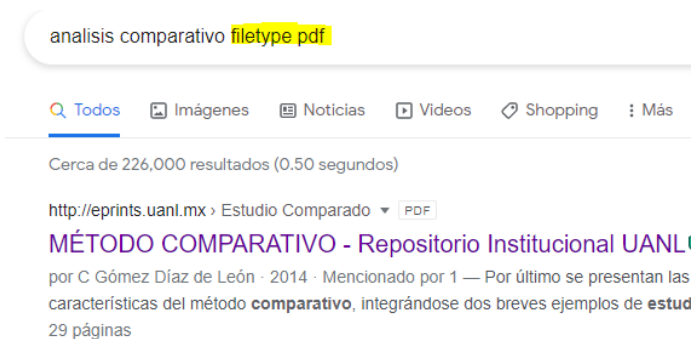 analisis comparativo filetype pdf
Todos Imágenes Noticias Videos Shopping Más
Cerca de 226,000 resultados (0.50 segundos)
http://eprints.uanl.mx › Estudio Comparado PDF
MÉTODO COMPARATIVO - Repositorio Institucional UANL
por C Gómez Díaz de León · 2014 · Mencionado por 1 — Por último se presentan las
características del método comparativo, integrándose dos breves ejemplos de estud
29 páginas